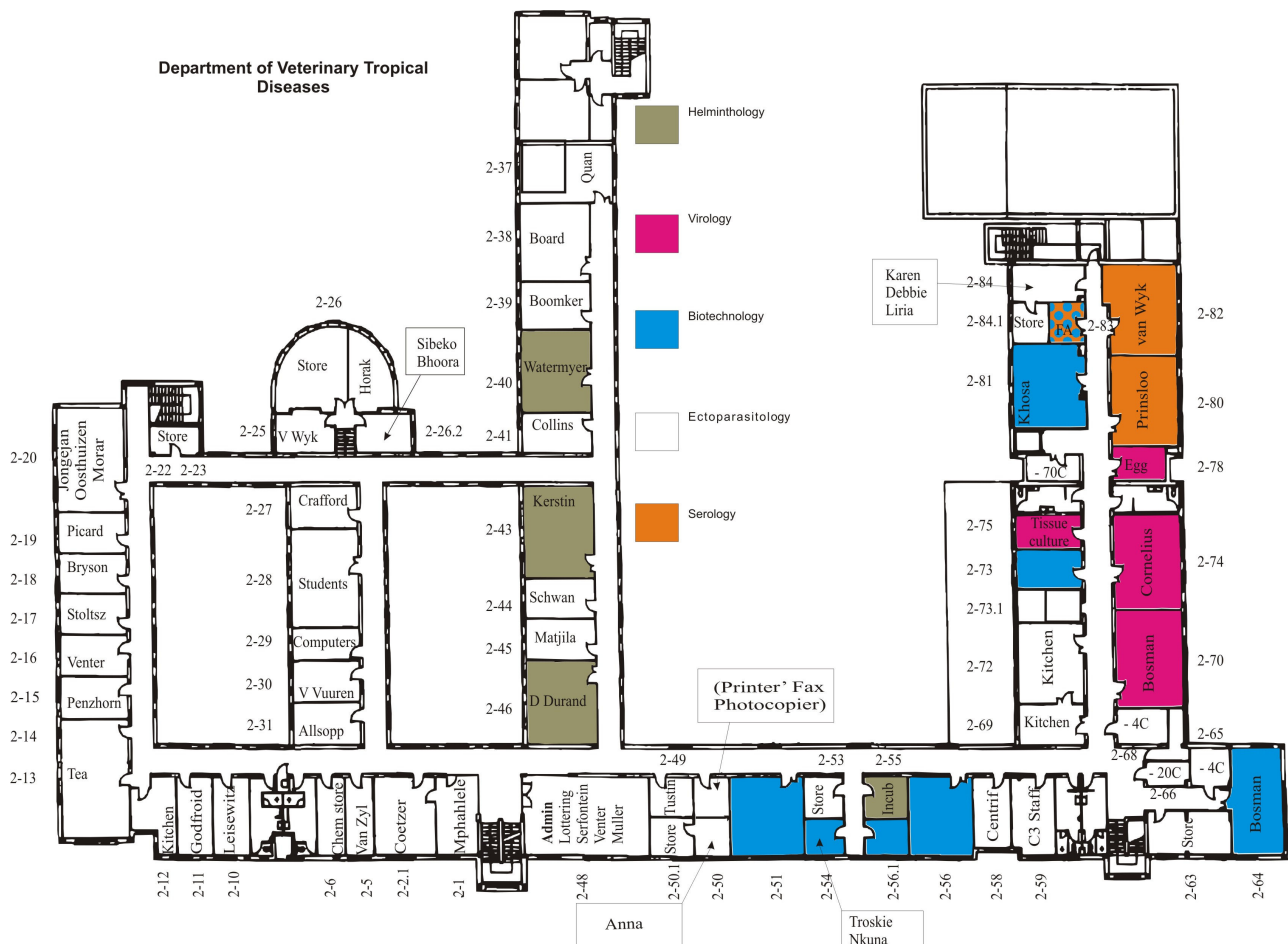 Department of Veterinary Tropical
Diseases
Helminthology
Virology
Biotechnology
Ectoparasitology
Serology
2-37
Quan
2-38
Board
2-39
Boomker
2-40
Watermyer
2-41
Collins
2-26
Store
Horak
Sibeko
Bhoora
2-25
V Wyk
2-26.2
Store
2-22
2-23
2-20
Jongejan
Oosthuizen
Morar
2-19
Picard
2-18
Bryson
2-17
Stoltsz
2-16
Venter
2-15
Penzhorn
2-14
2-13
Tea
2-27
Crafford
2-28
Students
2-29
Computers
2-30
V Vuuren
2-31
Allsopp
2-43
Kerstin
2-44
Schwan
2-45
Matjila
2-46
D Durand
Karen
Debbie
Liria
2-84
2-84.1
Store
FA
2-83
van Wyk
2-82
2-81
Khosa
Prinsloo
2-80
- 70C
Egg
2-78
2-75
Tissue
culture
2-73
Cornelius
2-74
2-73.1
2-72
Kitchen
Bosman
2-70
2-69
Kitchen
- 4C
2-65
2-68
- 20C
- 4C
2-66
Store
Bosman
(Printer' Fax
Photocopier)
2-49
2-53
2-55
Kitchen
Godfroid
Leisewitz
Chem store
Van Zyl
Coetzer
Mphahlele
Admin
Lottering
Serfontein
Venter
Muller
Tustin
Store
Store
Incub
Centrif
C3 Staff
2-12
2-11
2-10
2-6
2-5
2-2.1
2-1
2-48
2-50.1
2-50
2-51
2-54
2-56.1
2-56
2-58
2-59
2-63
2-64
Anna
Troskie
Nkuna